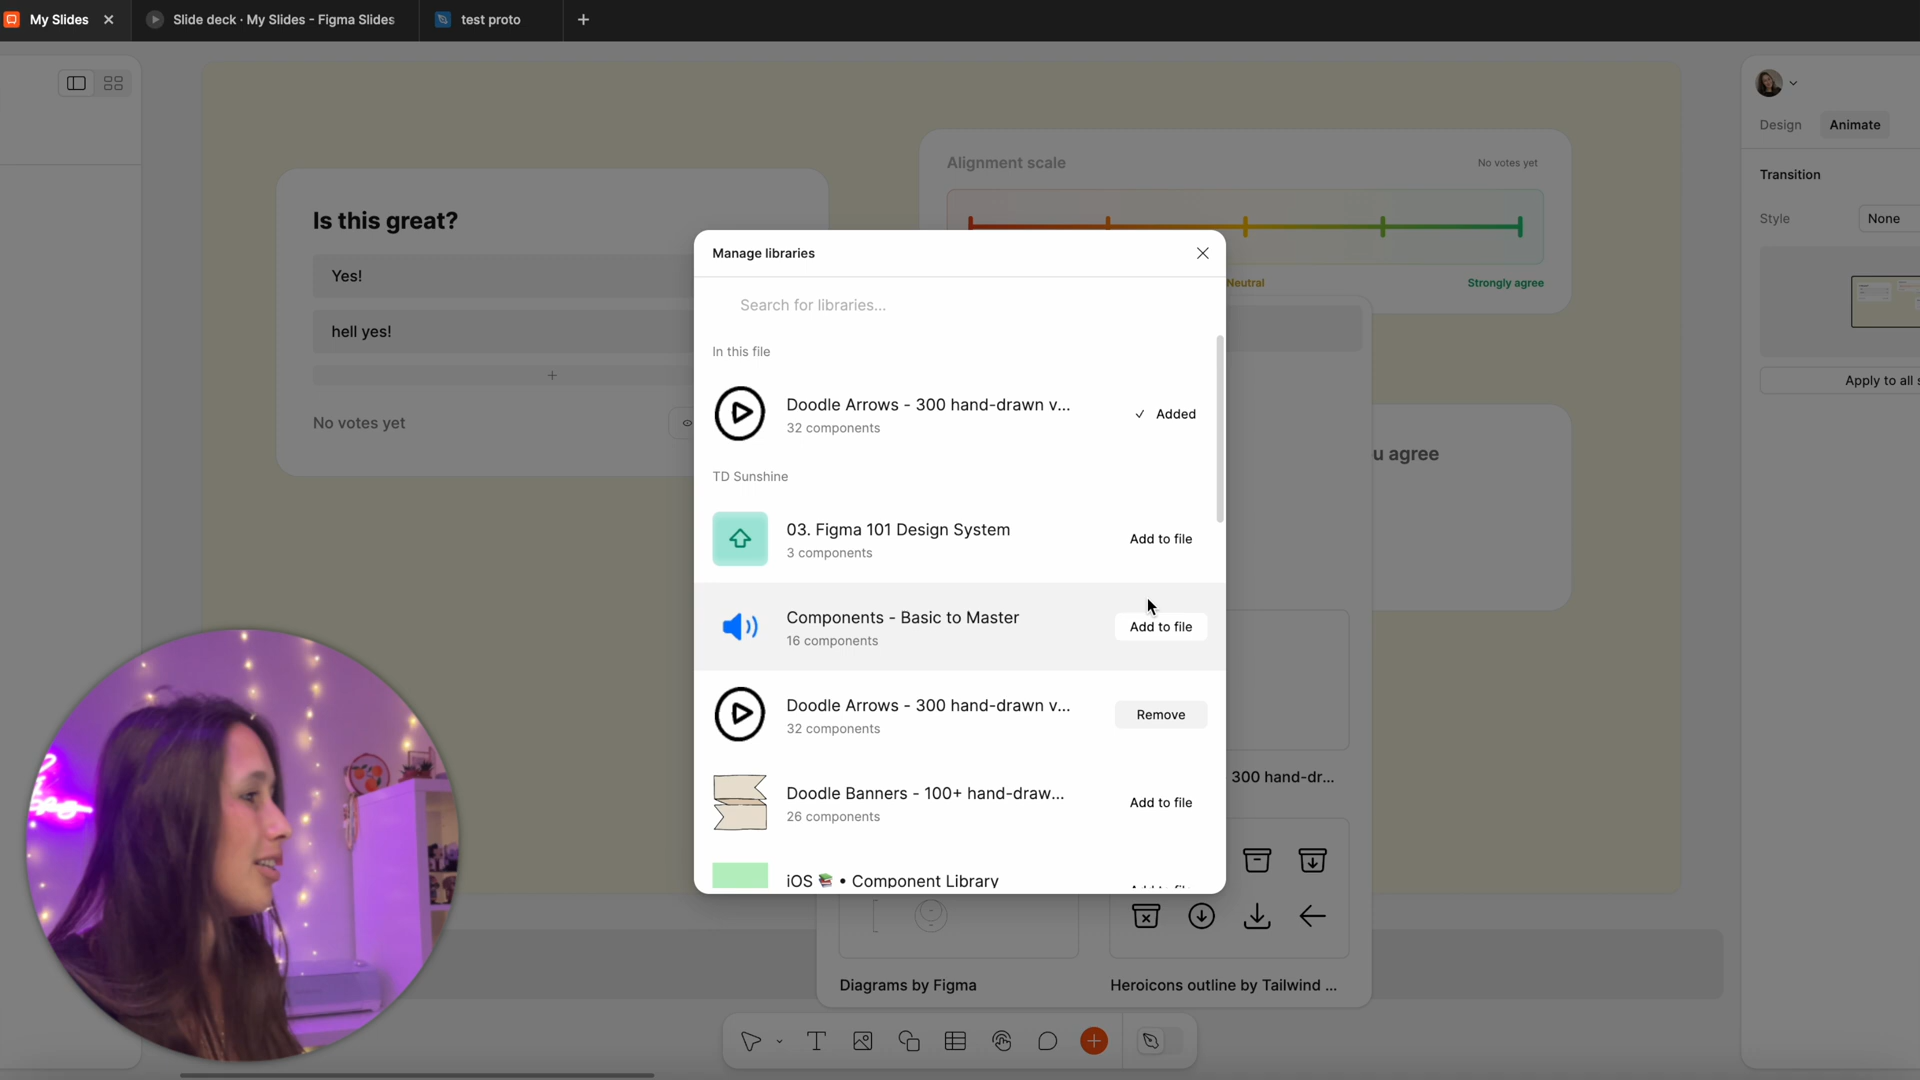 My Slides
Slide deck · My Slides – Figma Slides
test proto
Design
Animate
Transition
Style
None
Apply to all s
Alignment scale
No votes yet
Neutral
Strongly agree
Is this great?
Yes!
hell yes!
No votes yet
u agree
Manage libraries
Search for libraries...
In this file
Doodle Arrows - 300 hand-drawn v...
32 components
Added
TD Sunshine
03. Figma 101 Design System
3 components
Add to file
Components - Basic to Master
16 components
Add to file
Doodle Arrows - 300 hand-drawn v...
32 components
Remove
Doodle Banners - 100+ hand-draw...
26 components
Add to file
iOS 📚 • Component Library
300 hand-dr...
Diagrams by Figma
Heroicons outline by Tailwind ...